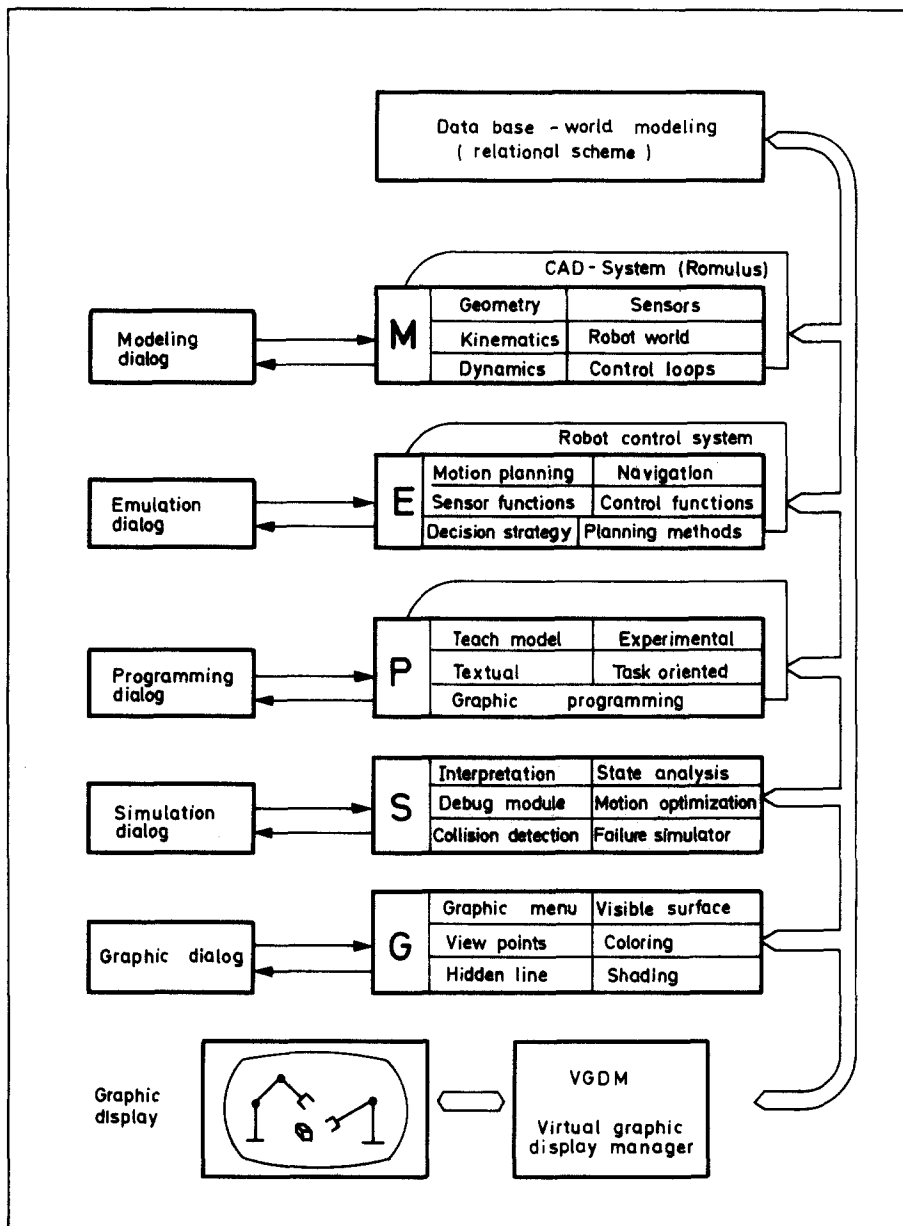 Data base - world modeling
( relational scheme )
CAD-System (Romulus)
Modeling
dialog
M
Geometry
Sensors
Kinematics
Robot world
Dynamics
Control loops
Robot control system
Emulation
dialog
E
Motion planning
Navigation
Sensor functions
Control functions
Decision strategy
Planning methods
Programming
dialog
P
Teach model
Experimental
Textual
Task oriented
Graphic programming
Simulation
dialog
S
Interpretation
State analysis
Debug module
Motion optimization
Collision detection
Failure simulator
Graphic dialog
G
Graphic menu
Visible surface
View points
Coloring
Hidden line
Shading
Graphic
display
VGDM
Virtual graphic
display manager